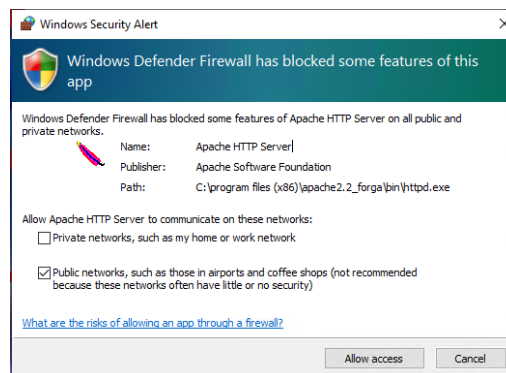 Windows Security Alert
Windows Defender Firewall has blocked some features of this
app
Windows Defender Firewall has blocked some features of Apache HTTP Server on all public and
private networks.
Name: Apache HTTP Server
Publisher: Apache Software Foundation
Path: C:\program files (x86)\apache2.2_forga\bin\httpd.exe
Allow Apache HTTP Server to communicate on these networks:
Private networks, such as my home or work network
Public networks, such as those in airports and coffee shops (not recommended
because these networks often have little or no security)
What are the risks of allowing an app through a firewall?
Allow access Cancel